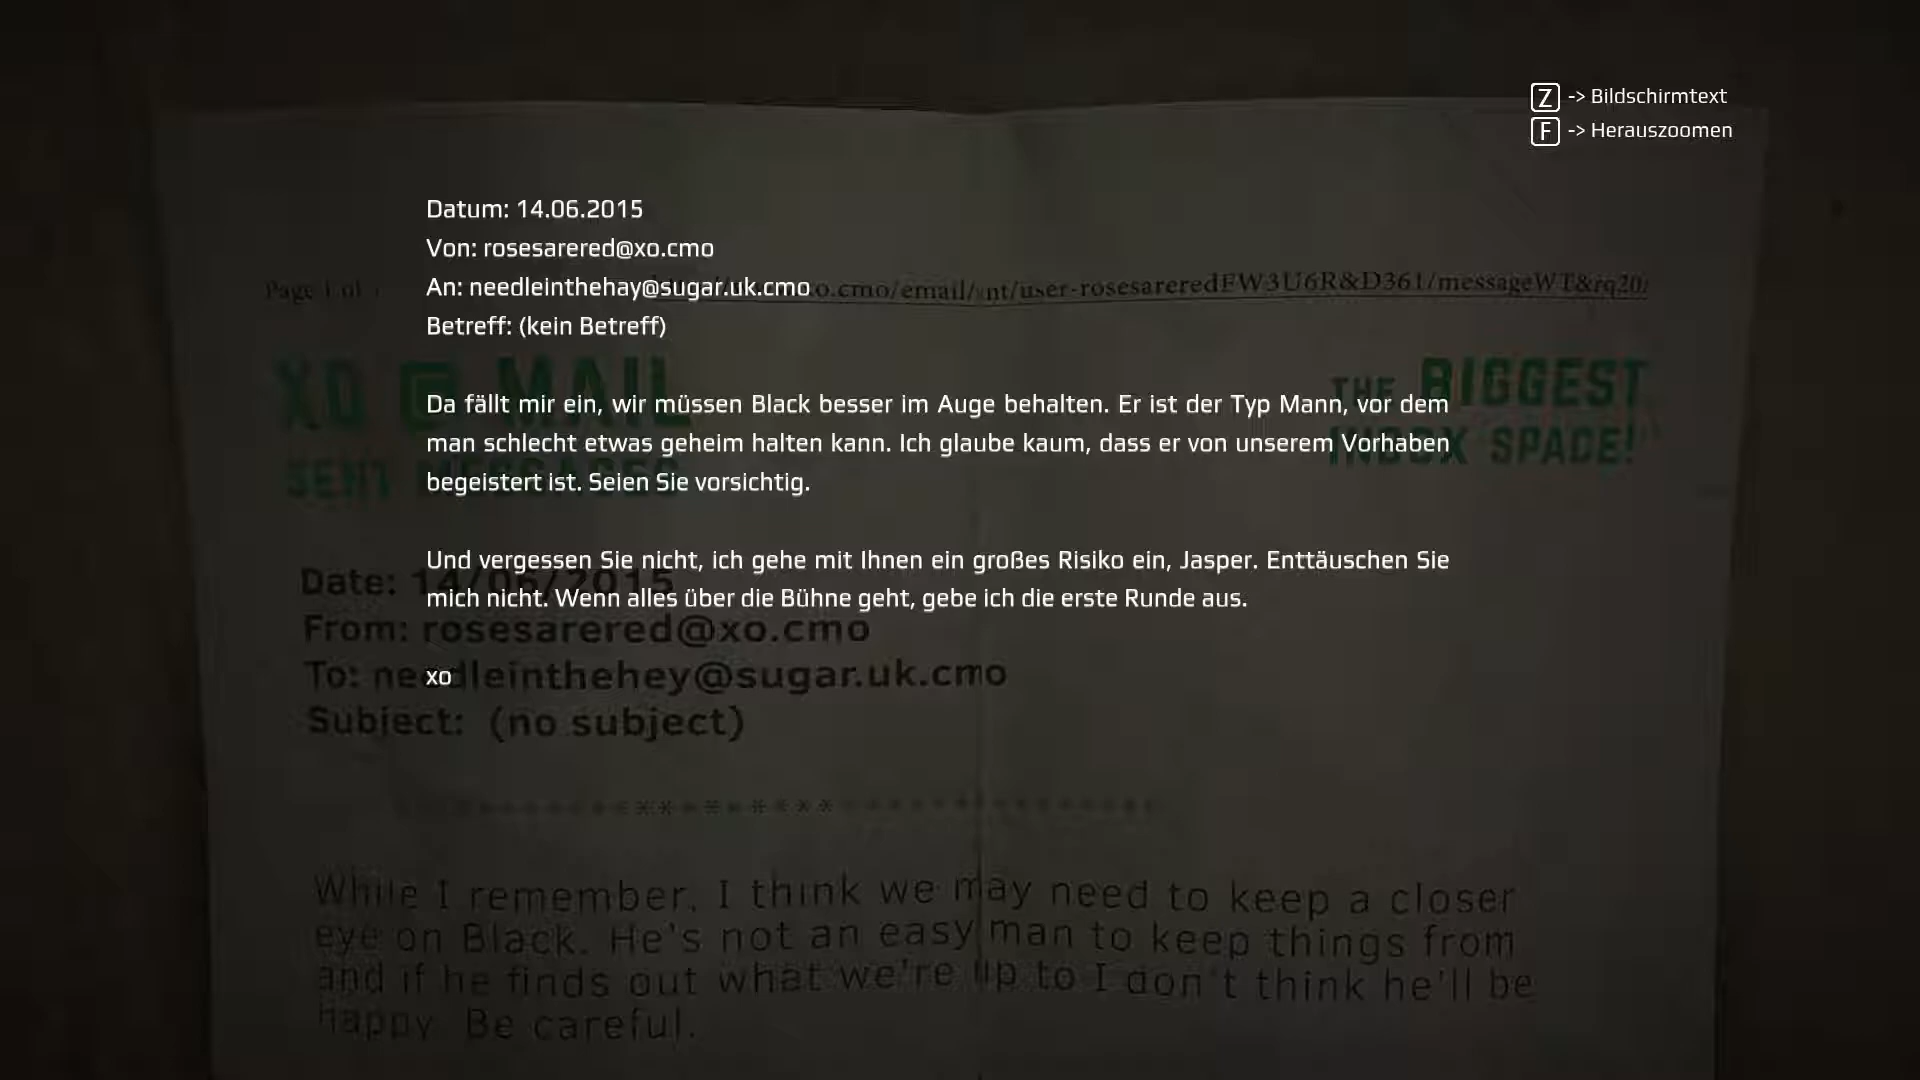 Z -> Bildschirmtext
F -> Herauszoomen
Datum: 14.06.2015
Von: rosesarered@xo.cmo
An: needleinthehay@sugar.uk.cmo
Betreff: (kein Betreff)
Da fällt mir ein, wir müssen Black besser im Auge behalten. Er ist der Typ Mann, vor dem
man schlecht etwas geheim halten kann. Ich glaube kaum, dass er von unserem Vorhaben
begeistert ist. Seien Sie vorsichtig.
Und vergessen Sie nicht, ich gehe mit Ihnen ein großes Risiko ein, Jasper. Enttäuschen Sie
mich nicht. Wenn alles über die Bühne geht, gebe ich die erste Runde aus.
xo
Page 1 of
o.cmo/email/ nt/user-rosesareredFW3U6R&D361/messageWT&rq20/
XO @ MAIL
SENT MESSAGES
THE BIGGEST
INBOX SPACE!
Date: 14/06/2015
From: rosesarered@xo.cmo
To: needleinthehey@sugar.uk.cmo
Subject: (no subject)
While I remember, I think we may need to keep a closer
eye on Black. He's not an easy man to keep things from
and if he finds out what we're up to I don't think he'll be
happy. Be careful.